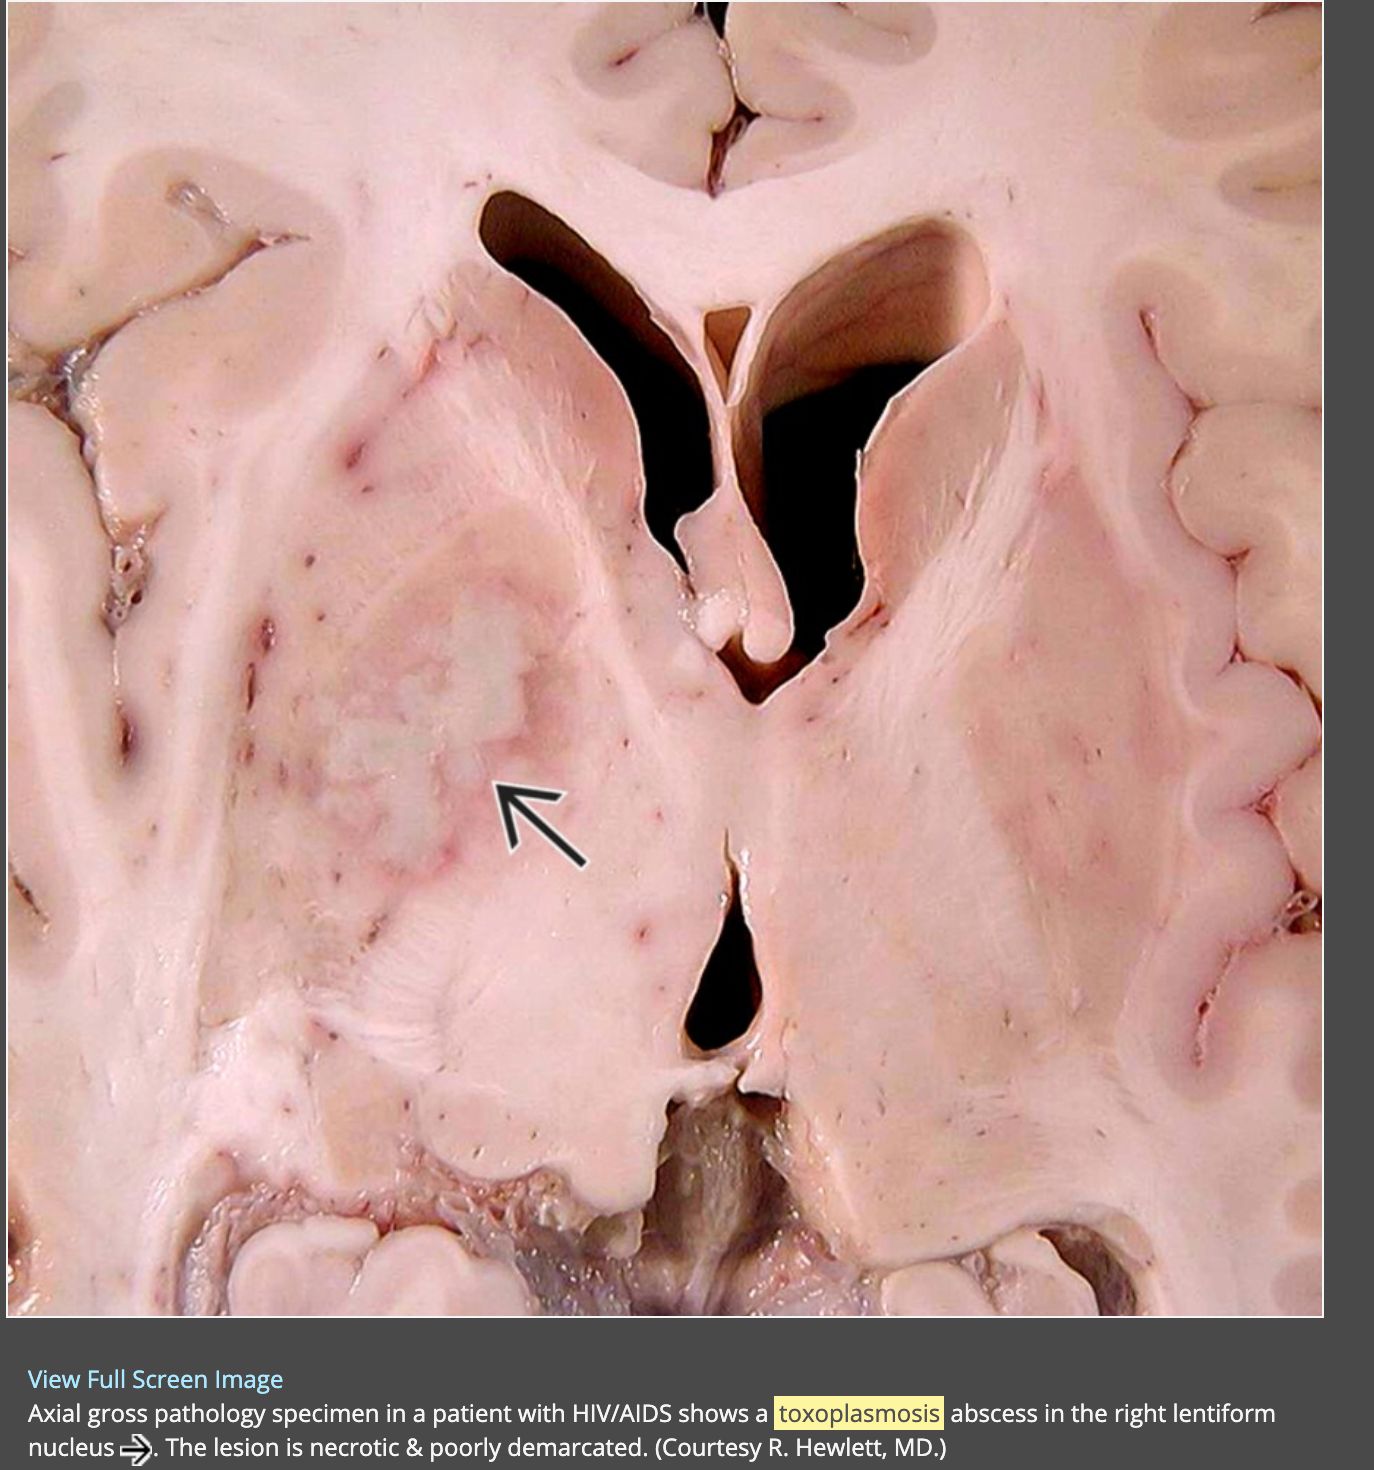 View Full Screen Image
Axial gross pathology specimen in a patient with HIV/AIDS shows a toxoplasmosis abscess in the right lentiform
nucleus. The lesion is necrotic & poorly demarcated. (Courtesy R. Hewlett, MD.)